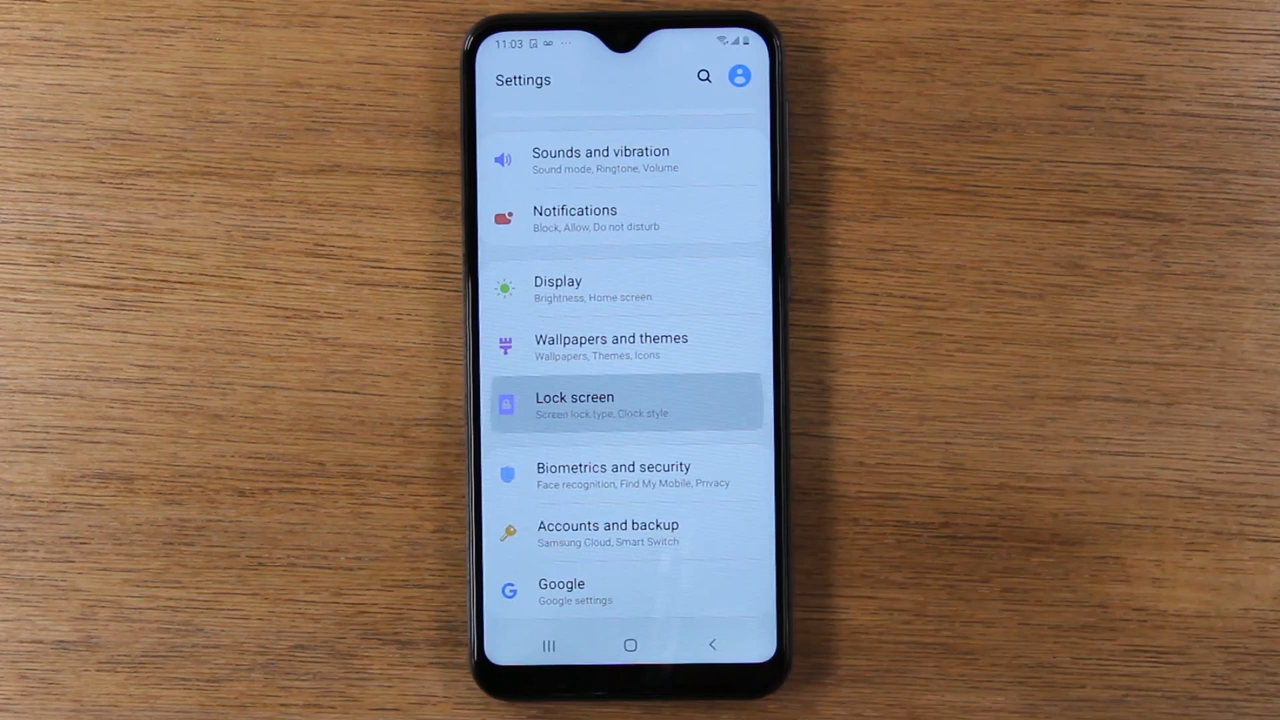 11:03
Settings
Sounds and vibration
Sound mode, Ringtone, Volume
Notifications
Block, Allow, Do not disturb
Display
Brightness, Home screen
Wallpapers and themes
Wallpapers, Themes, Icons
Lock screen
Screen lock type, Clock style
Biometrics and security
Face recognition, Find My Mobile, Privacy
Accounts and backup
Samsung Cloud, Smart Switch
Google
Google settings